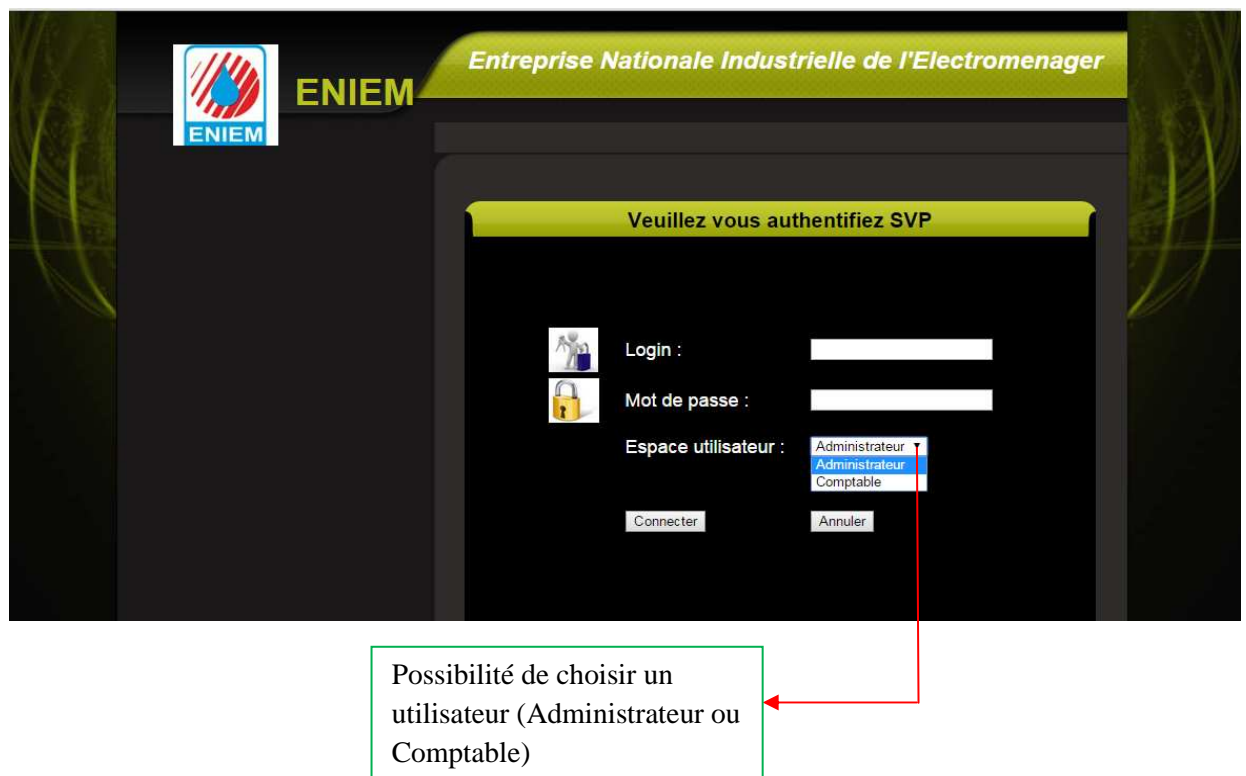 Entreprise Nationale Industrielle de l'Electromenager
ENIEM
ENIEM
Veuillez vous authentifiez SVP
Login :
Mot de passe :
Espace utilisateur : Administrateur
Administrateur
Comptable
Connecter Annuler
Possibilité de choisir un
utilisateur (Administrateur ou
Comptable)